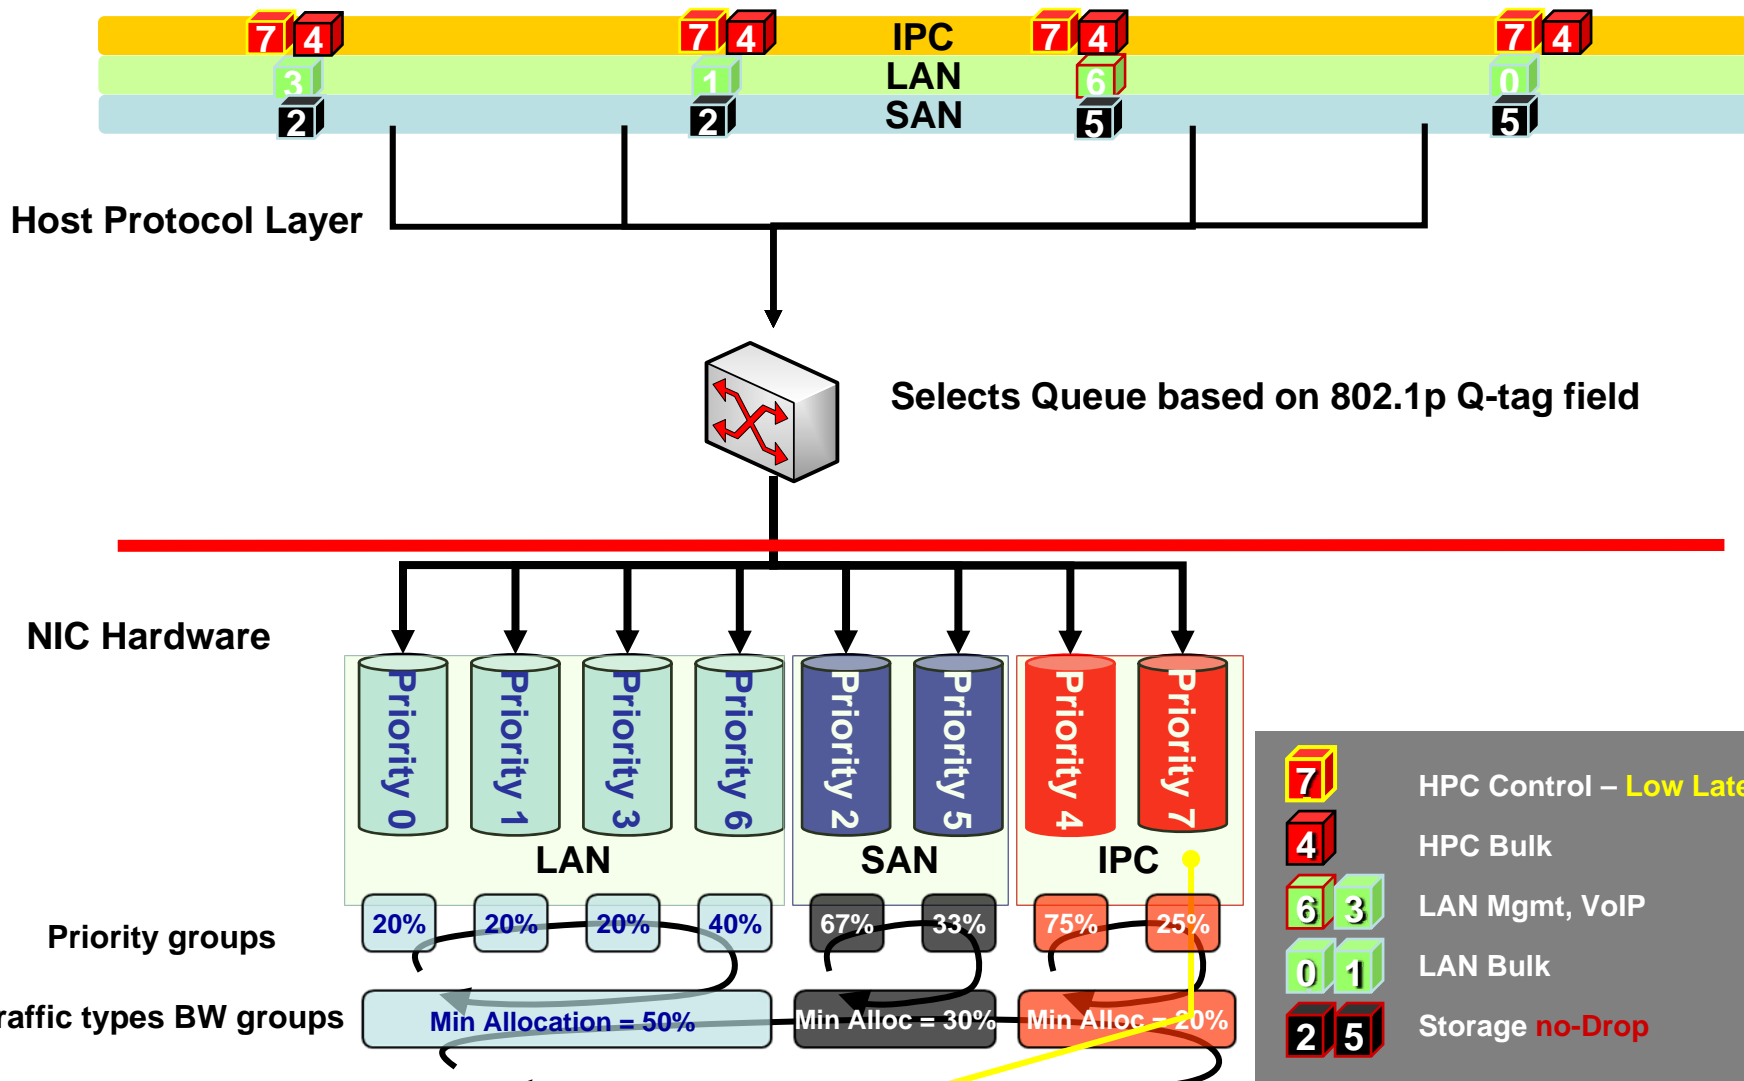 7 4 7 4 IPC 7 4 7 4
3 1 LAN 6 0
2 2 SAN 5 5
Host Protocol Layer
Selects Queue based on 802.1p Q-tag field
NIC Hardware
Priority 0
Priority 1
Priority 3
Priority 6
Priority 2
Priority 5
Priority 4
Priority 7
LAN SAN IPC
Priority groups
20% 20% 20% 40% 67% 33% 75% 25%
raffic types BW groups
Min Allocation = 50% Min Alloc = 30% Min Alloc = 20%
7 HPC Control – Low Late
4 HPC Bulk
6 3 LAN Mgmt, VoIP
0 1 LAN Bulk
2 5 Storage no-Drop